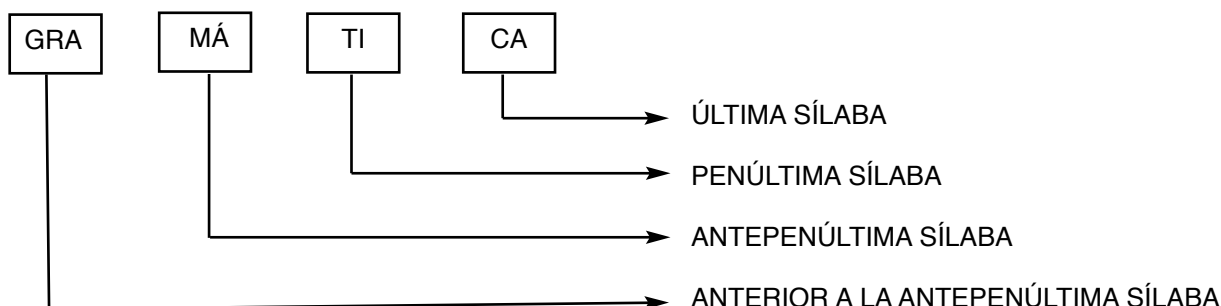 GRA MÁ TI CA
ÚLTIMA SÍLABA
PENÚLTIMA SÍLABA
ANTEPENÚLTIMA SÍLABA
ANTERIOR A LA ANTEPENÚLTIMA SÍLABA